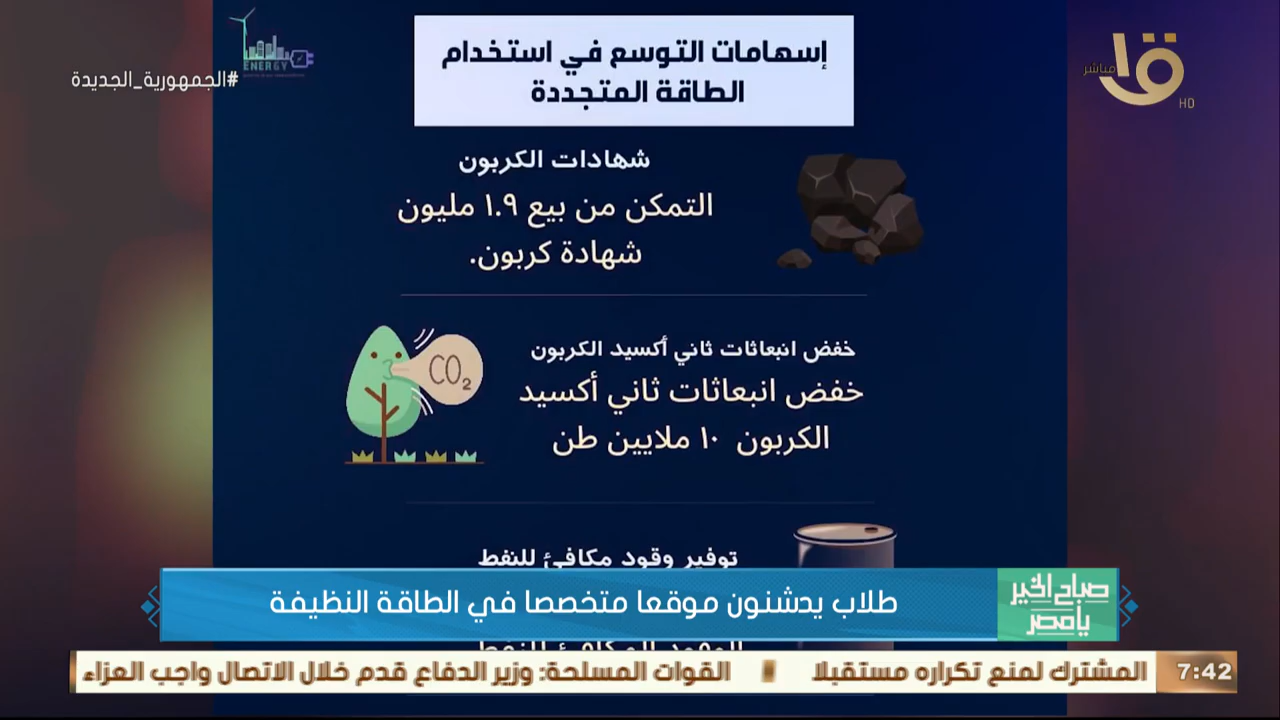 إسهامات التوسع في استخدام
الطاقة المتجددة
ENERGY
#الجمهورية_الجديدة
مباشر
HD
شهادات الكربون
التمكن من بيع ١.٩ مليون
شهادة كربون.
خفض انبعاثات ثاني أكسيد الكربون
خفض انبعاثات ثاني أكسيد
الكربون ١٠ ملايين طن
CO2
توفير وقود مكافئ للنفط
صباح الخير
يا مصر
طلاب يدشنون موقعا متخصصا في الطاقة النظيفة
7:42
المشترك لمنع تكراره مستقبلا القوات المسلحة: وزير الدفاع قدم خلال الاتصال واجب العزاء